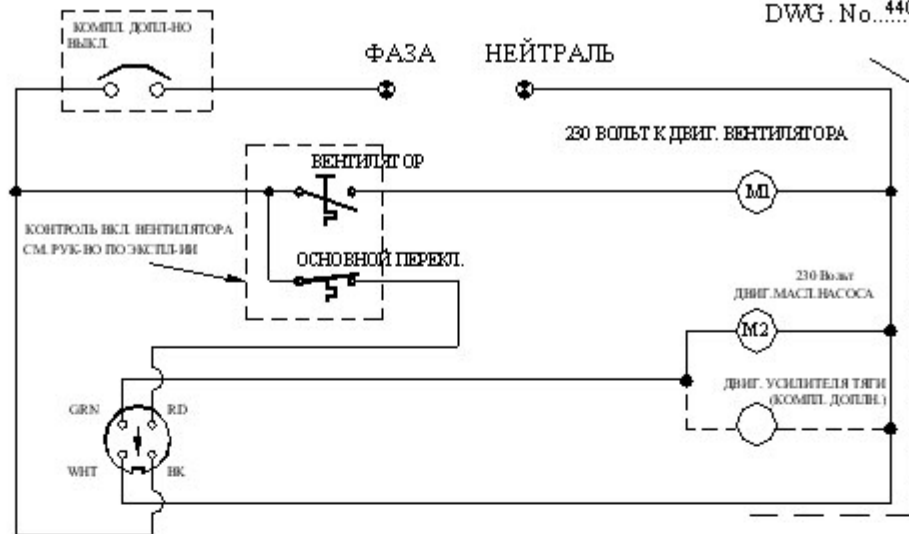 DWG. No....440
КОМПЛ. ДОПЛ-НО
ВЫКЛ.
ФАЗА
НЕЙТРАЛЬ
230 ВОЛЬТ К ДВИГ. ВЕНТИЛЯТОРА
ВЕНТИЛЯТОР
M1
КОНТРОЛЬ ВКЛ. ВЕНТИЛЯТОРА
СМ. РУК-ВО ПО ЭКСПЛ-ИИ
ОСНОВНОЙ ПЕРЕКЛ.
230 Вольт
ДВИГ.МАСЛ.НАСОСА
M2
ДВИГ. УСИЛИТЕЛЯ ТЯГИ
(КОМПЛ. ДОПЛН.)
GRN
RD
WHT
BK